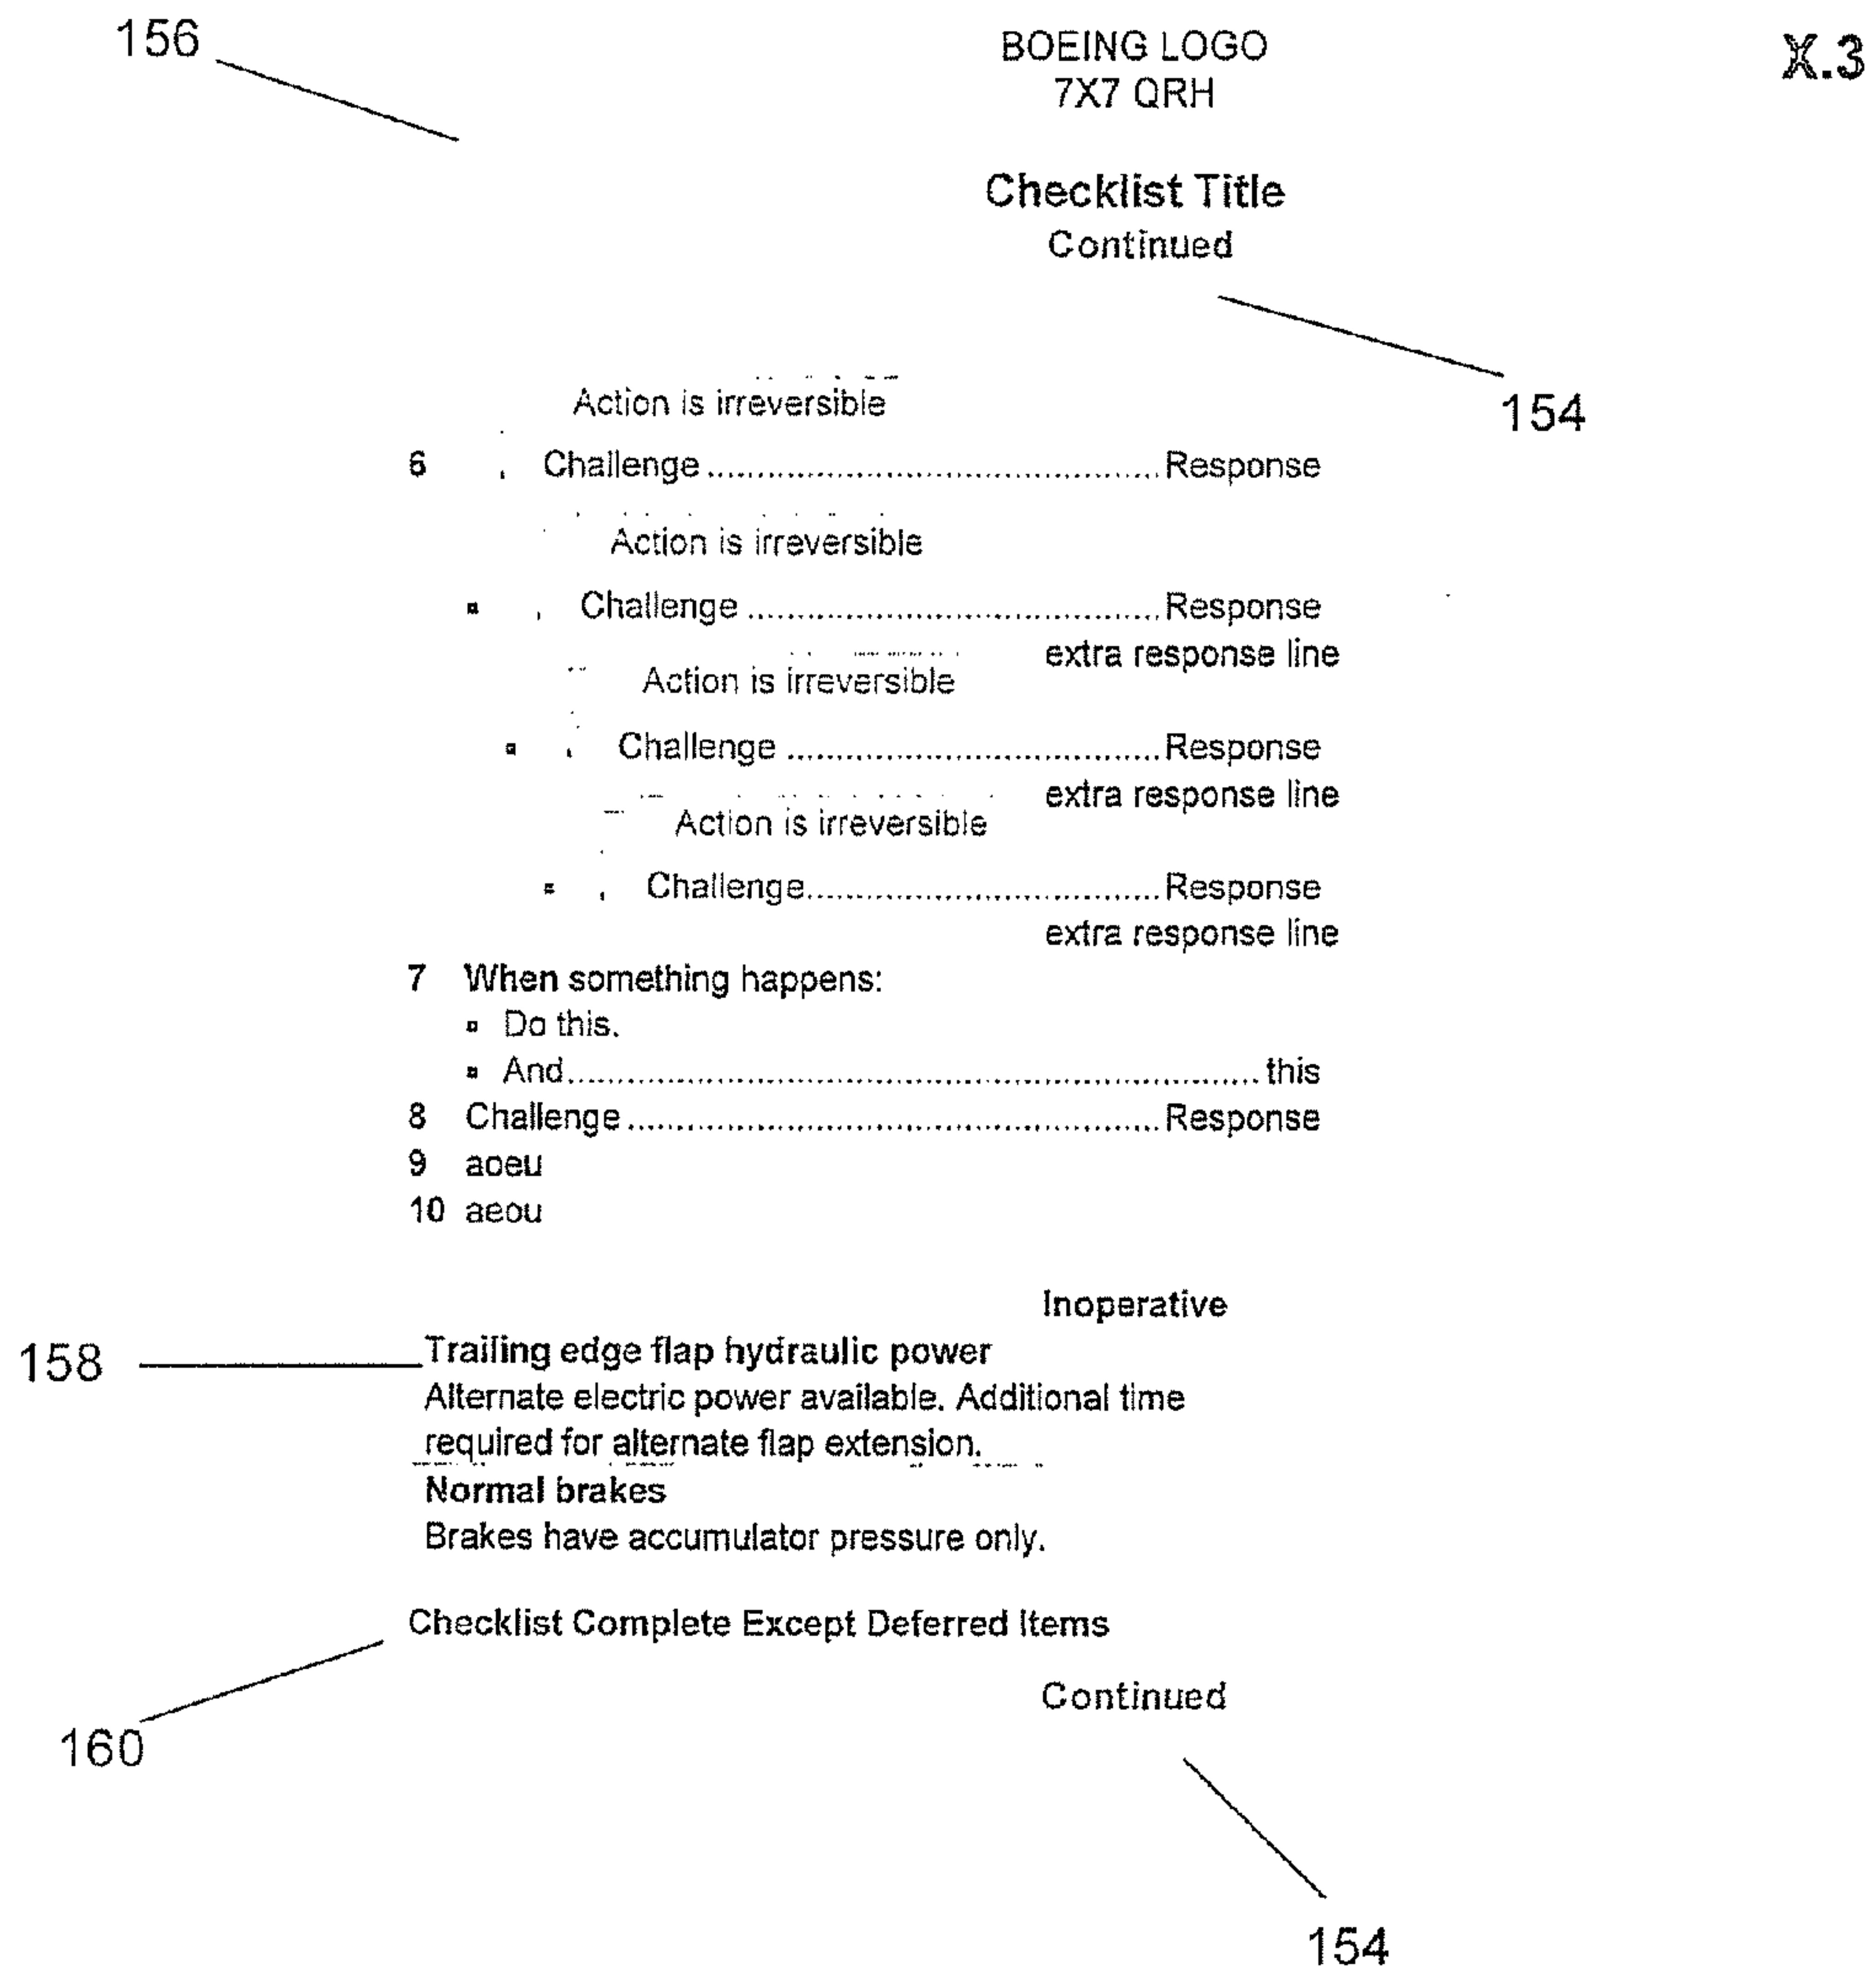 156
BOEING LOGO
X.3
7X7 QRH
Checklist Title
Continued
154
Action is irreversible
6 Challenge ............................................. Response
Action is irreversible
▫ Challenge ......................................... Response
extra response line
Action is irreversible
▫ Challenge ..................................... Response
extra response line
Action is irreversible
▫ Challenge................................... Response
extra response line
7 When something happens:
▫ Do this.
▫ And..................................................................... this
8 Challenge ..................................................... Response
9 aoeu
10 aeou
Inoperative
158
Trailing edge flap hydraulic power
Alternate electric power available. Additional time
required for alternate flap extension.
Normal brakes
Brakes have accumulator pressure only.
Checklist Complete Except Deferred Items
Continued
160
154